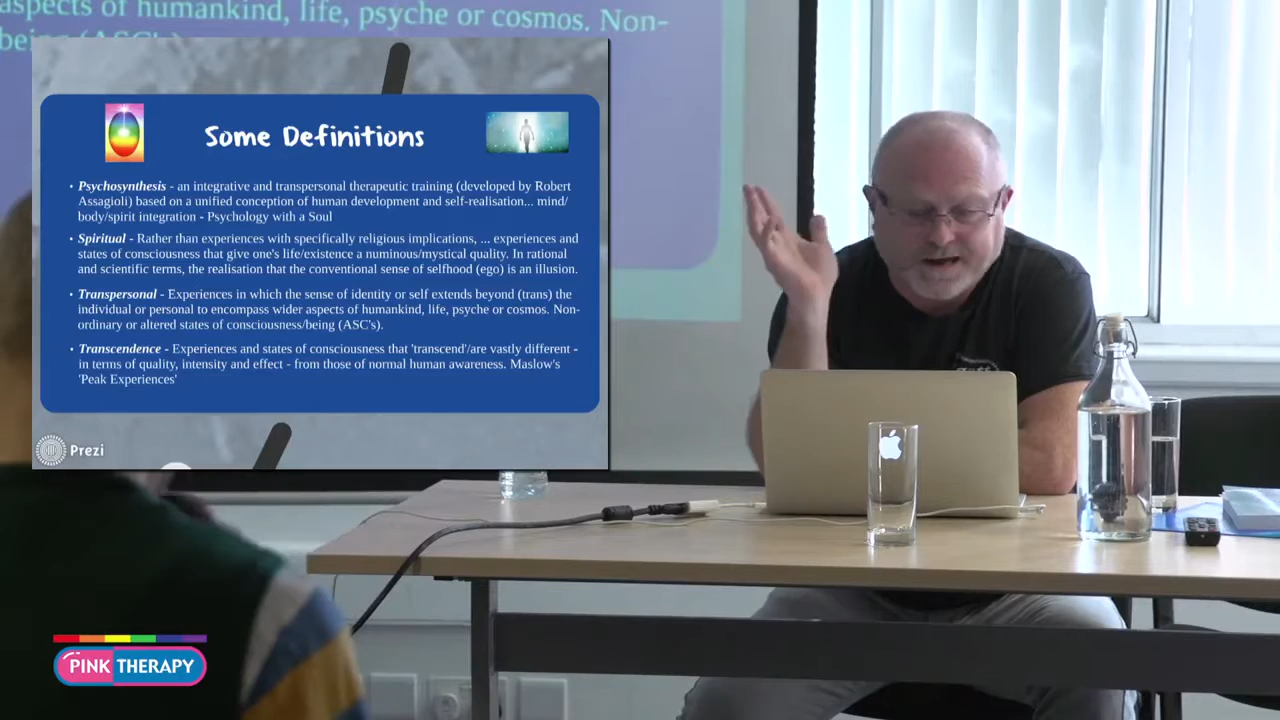 aspects of humankind, life, psyche or cosmos. Non-
being (ASC's)
Some Definitions
• Psychosynthesis - an integrative and transpersonal therapeutic training (developed by Robert
Assagioli) based on a unified conception of human development and self-realisation... mind/
body/spirit integration - Psychology with a Soul
• Spiritual - Rather than experiences with specifically religious implications, ... experiences and
states of consciousness that give one's life/existence a numinous/mystical quality. In rational
and scientific terms, the realisation that the conventional sense of selfhood (ego) is an illusion.
• Transpersonal - Experiences in which the sense of identity or self extends beyond (trans) the
individual or personal to encompass wider aspects of humankind, life, psyche or cosmos. Non-
ordinary or altered states of consciousness/being (ASC's).
• Transcendence - Experiences and states of consciousness that 'transcend'/are vastly different -
in terms of quality, intensity and effect - from those of normal human awareness. Maslow's
'Peak Experiences'
Prezi
PINK THERAPY